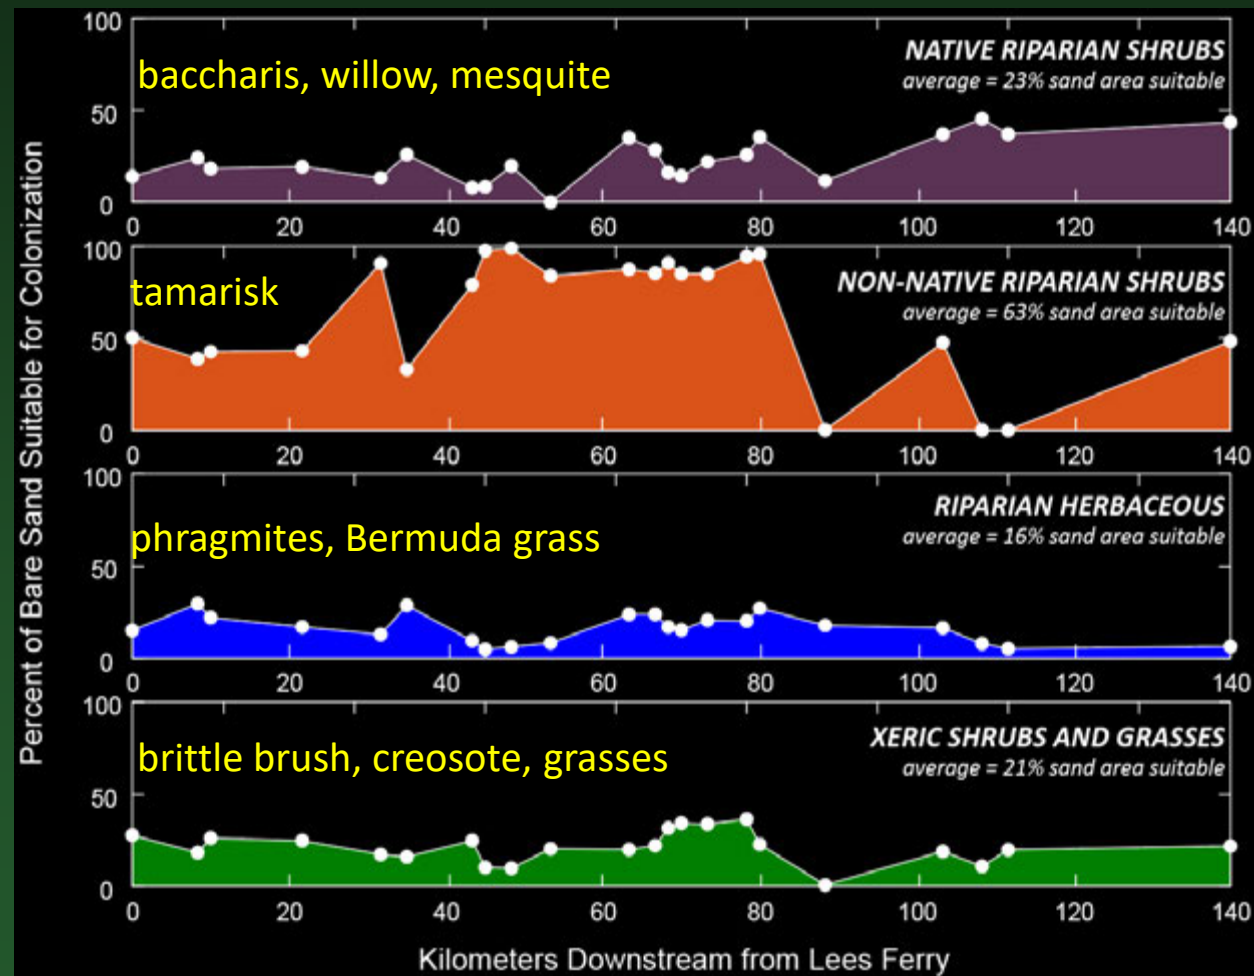 Percent of Bare Sand Suitable for Colonization
100
50
0
baccharis, willow, mesquite
NATIVE RIPARIAN SHRUBS
average = 23% sand area suitable
0 20 40 60 80 100 120 140
100
50
0
tamarisk
NON-NATIVE RIPARIAN SHRUBS
average = 63% sand area suitable
0 20 40 60 80 100 120 140
100
50
0
phragmites, Bermuda grass
RIPARIAN HERBACEOUS
average = 16% sand area suitable
0 20 40 60 80 100 120 140
100
50
0
brittle brush, creosote, grasses
XERIC SHRUBS AND GRASSES
average = 21% sand area suitable
0 20 40 60 80 100 120 140
Kilometers Downstream from Lees Ferry